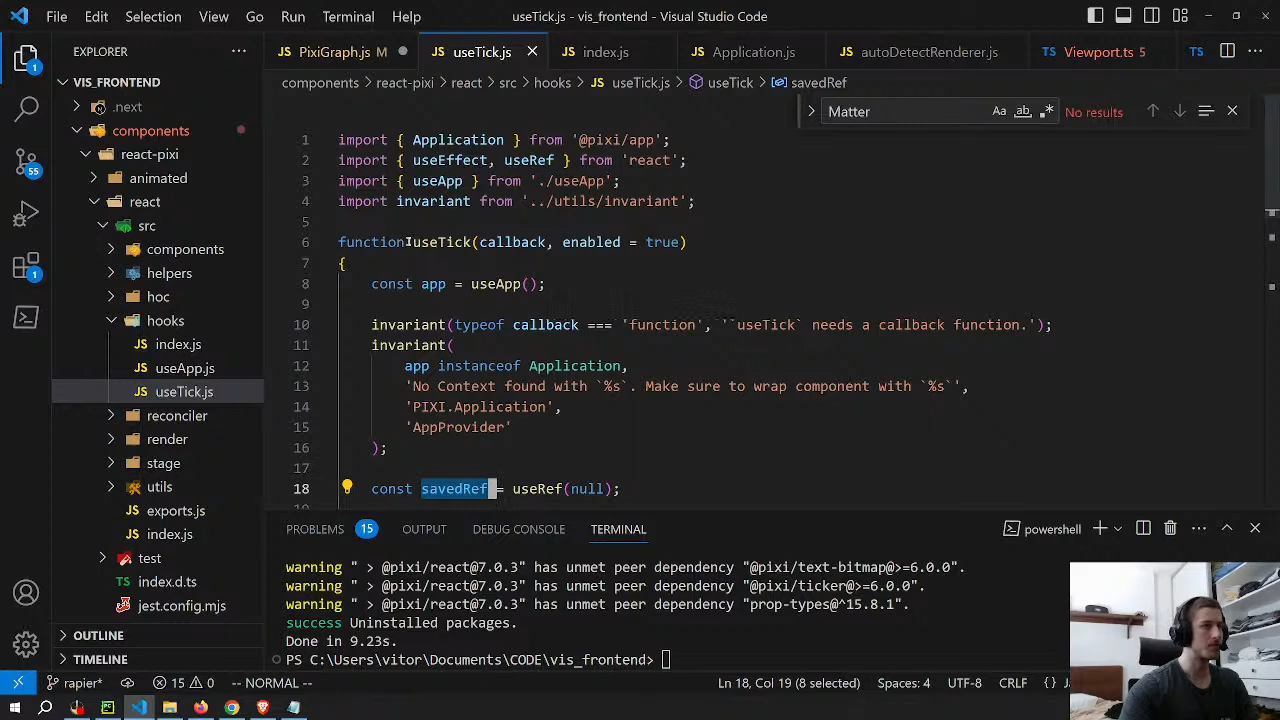 File Edit Selection View Go Run Terminal Help
useTick.js - vis_frontend - Visual Studio Code
EXPLORER
PixiGraph.js
useTick.js
index.js
Application.js
autoDetectRenderer.js
Viewport.ts 5
TS
VIS_FRONTEND
components > react-pixi > react > src > hooks > JS useTick.js > useTick > savedRef
.next
components
react-pixi
animated
react
src
components
helpers
hoc
hooks
JS index.js
JS useApp.js
JS useTick.js
reconciler
render
stage
utils
JS exports.js
JS index.js
test
TS index.d.ts
jest.config.mjs
OUTLINE
TIMELINE
Matter
Aa ab .*
No results
1 import { Application } from '@pixi/app';
2 import { useEffect, useRef } from 'react';
3 import { useApp } from './useApp';
4 import invariant from '../utils/invariant';
5
6 function useTick(callback, enabled = true)
7 {
8 const app = useApp();
9
10 invariant(typeof callback === 'function', '`useTick` needs a callback function.');
11 invariant(
12 app instanceof Application,
13 'No Context found with `%s`. Make sure to wrap component with `%s`',
14 'PIXI.Application',
15 'AppProvider'
16 );
17
18 const savedRef = useRef(null);
PROBLEMS 15 OUTPUT DEBUG CONSOLE TERMINAL
powershell
warning " > @pixi/react@7.0.3" has unmet peer dependency "@pixi/text-bitmap@>=6.0.0".
warning " > @pixi/react@7.0.3" has unmet peer dependency "@pixi/ticker@>=6.0.0".
warning " > @pixi/react@7.0.3" has unmet peer dependency "prop-types@^15.8.1".
success Uninstalled packages.
Done in 9.23s.
PS C:\Users\vitor\Documents\CODE\vis_frontend>
1
55
1
rapier* 15 0 -- NORMAL -- Ln 18, Col 19 (8 selected) Spaces: 4 UTF-8 CRLF { }